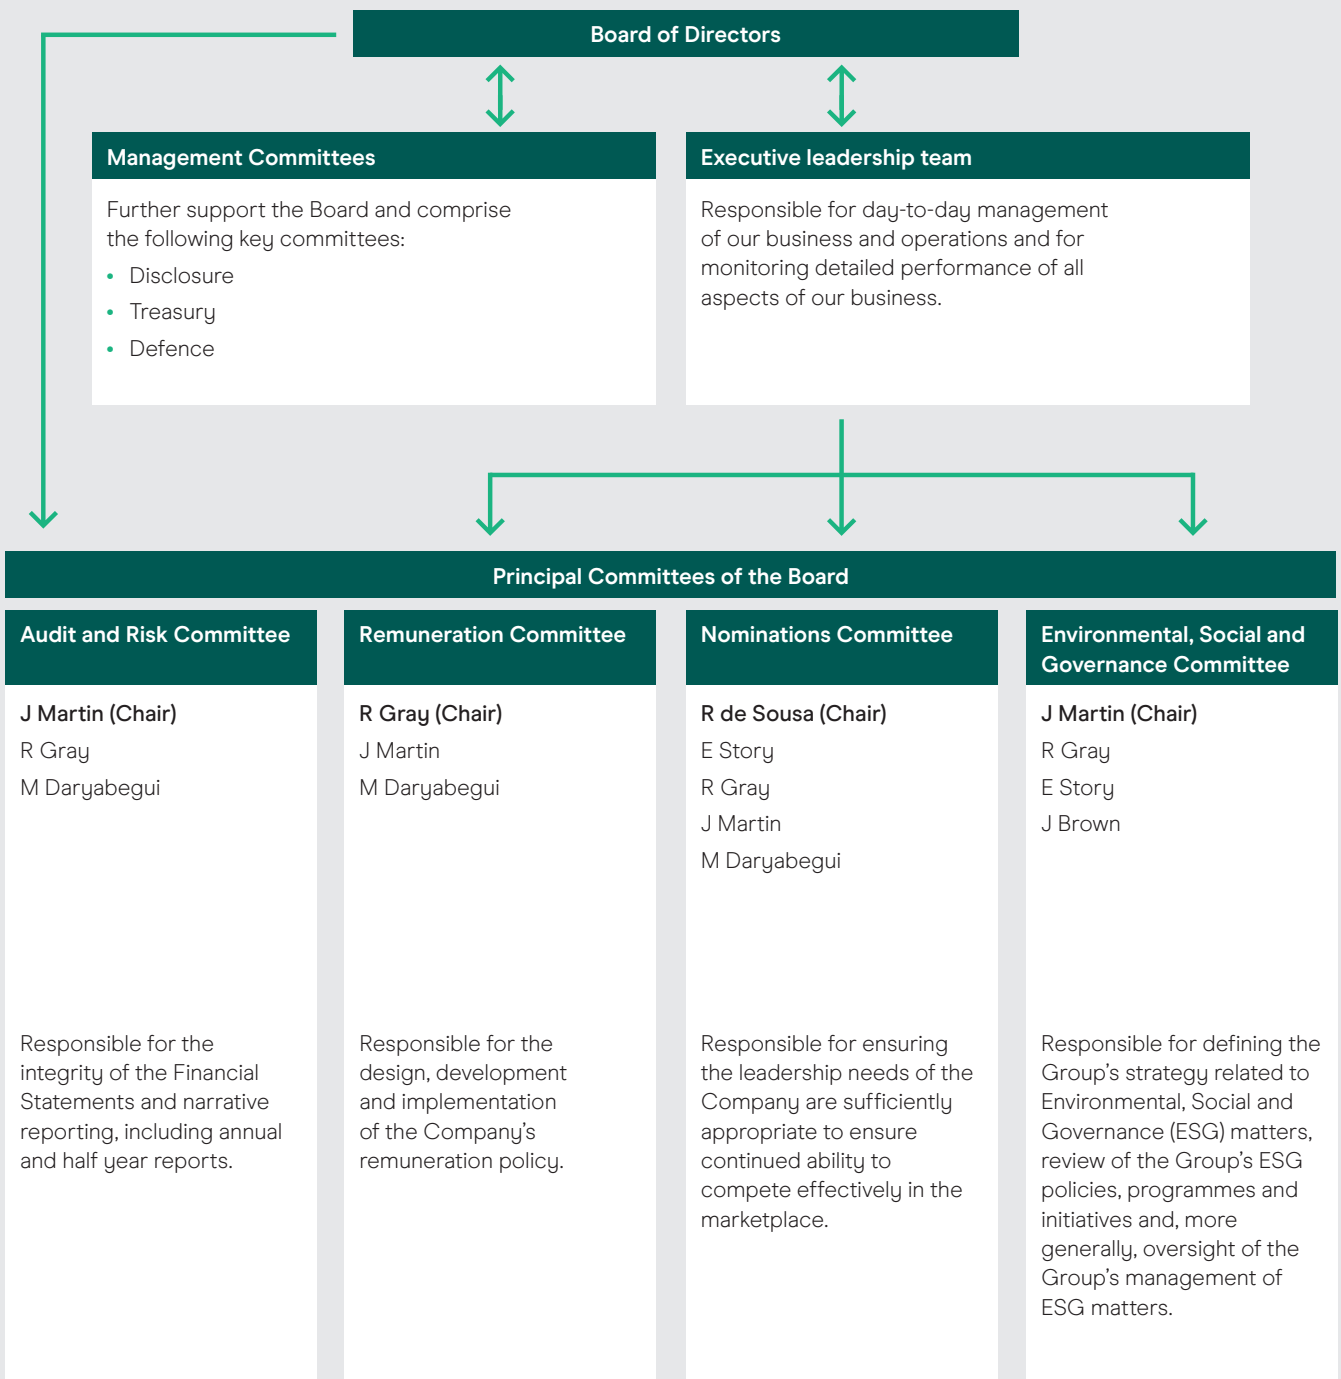 Board of Directors
Management Committees
Further support the Board and comprise
the following key committees:
• Disclosure
• Treasury
• Defence
Executive leadership team
Responsible for day-to-day management
of our business and operations and for
monitoring detailed performance of all
aspects of our business.
Principal Committees of the Board
Audit and Risk Committee
J Martin (Chair)
R Gray
M Daryabegui
Responsible for the
integrity of the Financial
Statements and narrative
reporting, including annual
and half year reports.
Remuneration Committee
R Gray (Chair)
J Martin
M Daryabegui
Responsible for the
design, development
and implementation
of the Company's
remuneration policy.
Nominations Committee
R de Sousa (Chair)
E Story
R Gray
J Martin
M Daryabegui
Responsible for ensuring
the leadership needs of the
Company are sufficiently
appropriate to ensure
continued ability to
compete effectively in the
marketplace.
Environmental, Social and
Governance Committee
J Martin (Chair)
R Gray
E Story
J Brown
Responsible for defining the
Group's strategy related to
Environmental, Social and
Governance (ESG) matters,
review of the Group's ESG
policies, programmes and
initiatives and, more
generally, oversight of the
Group's management of
ESG matters.